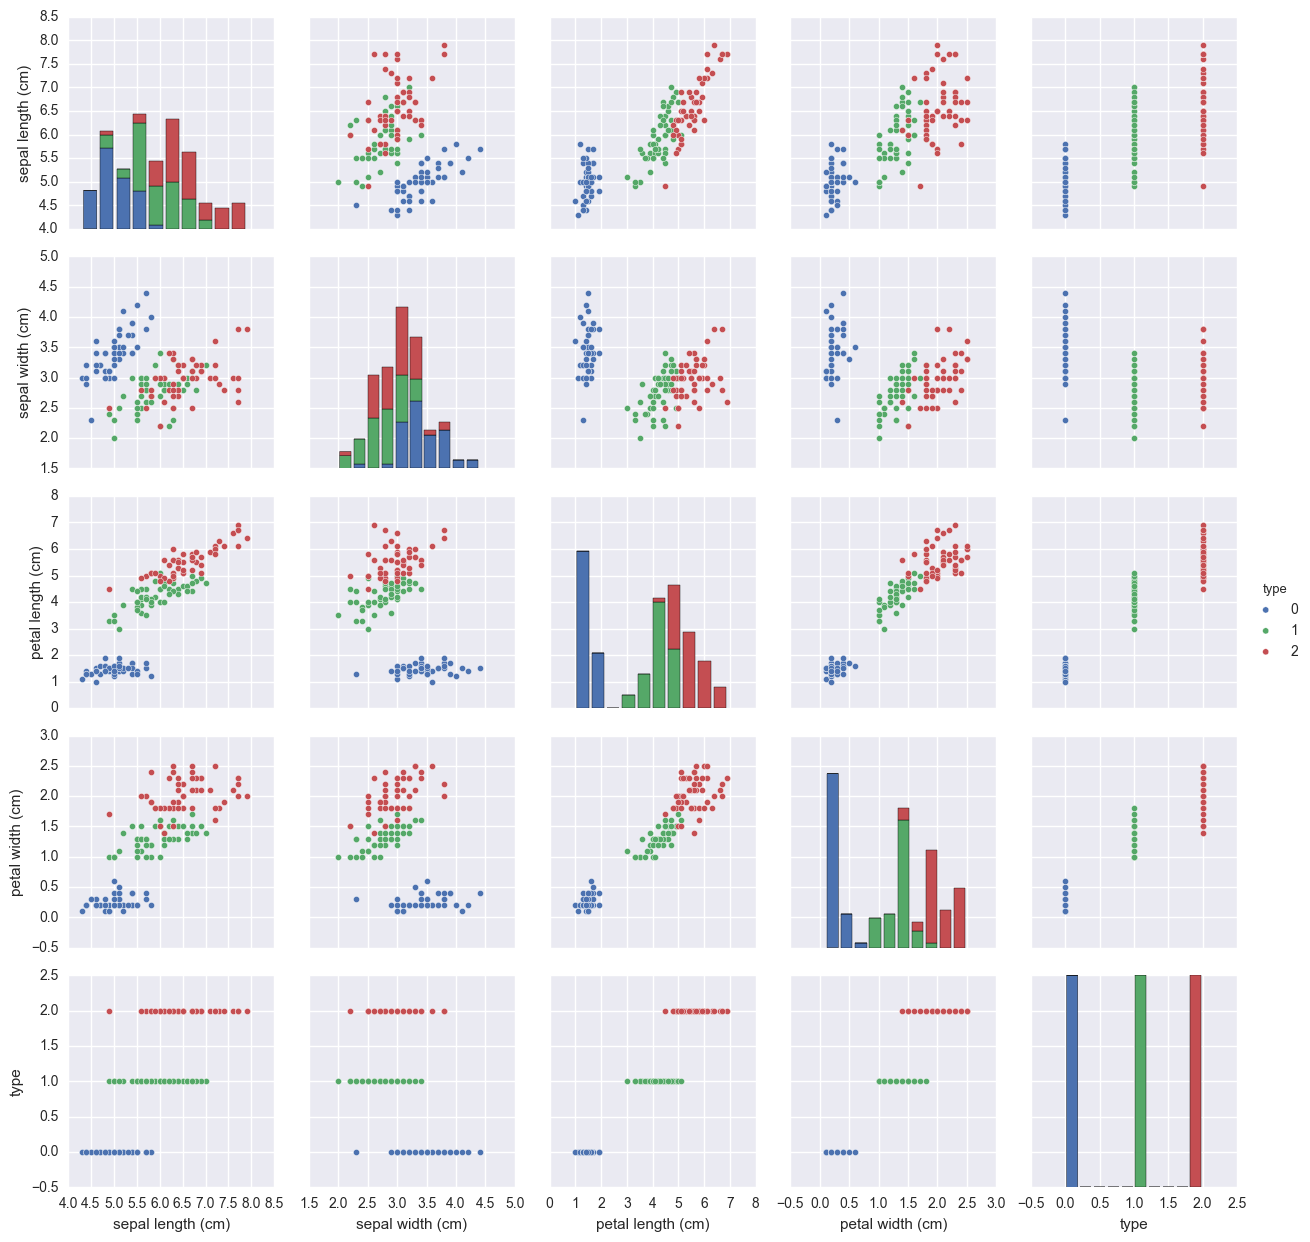 8.5
8.0
7.5
7.0
6.5
6.0
5.5
5.0
4.5
4.0
sepal length (cm)
5.0
4.5
4.0
3.5
3.0
2.5
2.0
1.5
sepal width (cm)
8
7
6
5
4
3
2
1
0
petal length (cm)
type
0
1
2
3.0
2.5
2.0
1.5
1.0
0.5
0.0
−0.5
petal width (cm)
2.5
2.0
1.5
1.0
0.5
0.0
−0.5
type
4.0 4.5 5.0 5.5 6.0 6.5 7.0 7.5 8.0 8.5
sepal length (cm)
1.5 2.0 2.5 3.0 3.5 4.0 4.5 5.0
sepal width (cm)
0 1 2 3 4 5 6 7 8
petal length (cm)
−0.5 0.0 0.5 1.0 1.5 2.0 2.5 3.0
petal width (cm)
−0.5 0.0 0.5 1.0 1.5 2.0 2.5
type